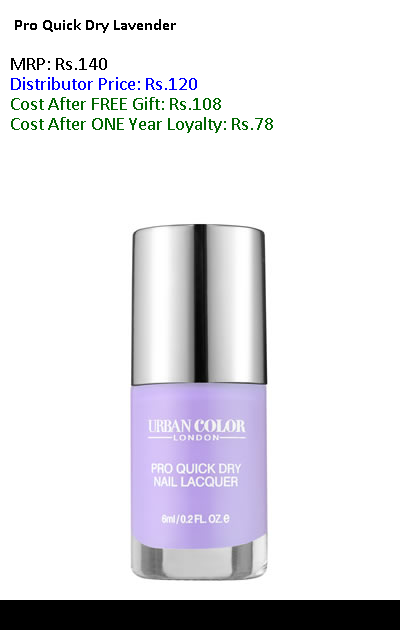 Pro Quick Dry Lavender
MRP: Rs.140
Distributor Price: Rs.120
Cost After FREE Gift: Rs.108
Cost After ONE Year Loyalty: Rs.78
URBAN COLOR
LONDON
PRO QUICK DRY
NAIL LACQUER
6ml/0.2 FL. OZ.e